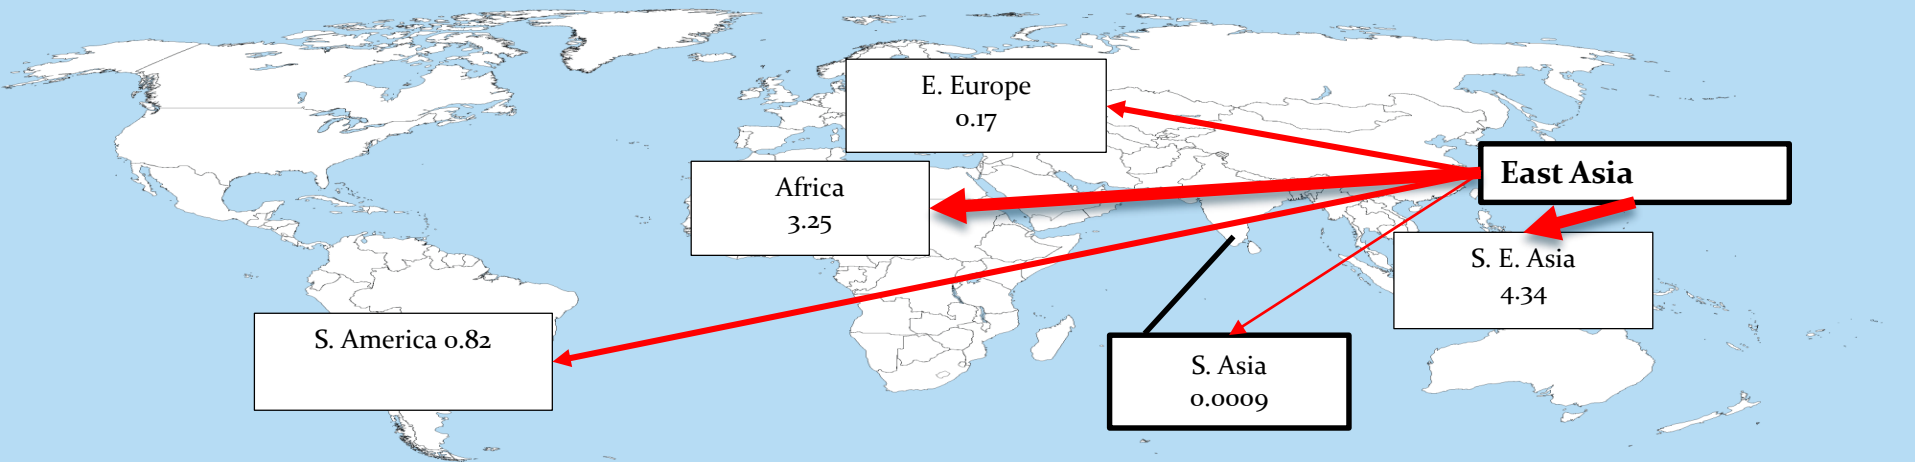 E. Europe
0.17
East Asia
Africa
3.25
S. E. Asia
4.34
S. America 0.82
S. Asia
0.0009